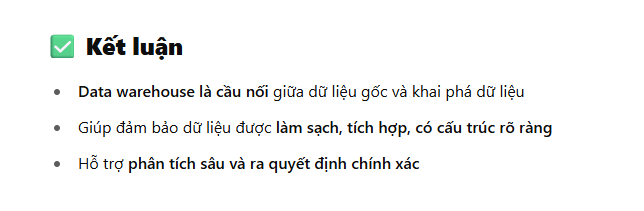 ✅ Kết luận
• Data warehouse là cầu nối giữa dữ liệu gốc và khai phá dữ liệu
• Giúp đảm bảo dữ liệu được làm sạch, tích hợp, có cấu trúc rõ ràng
• Hỗ trợ phân tích sâu và ra quyết định chính xác